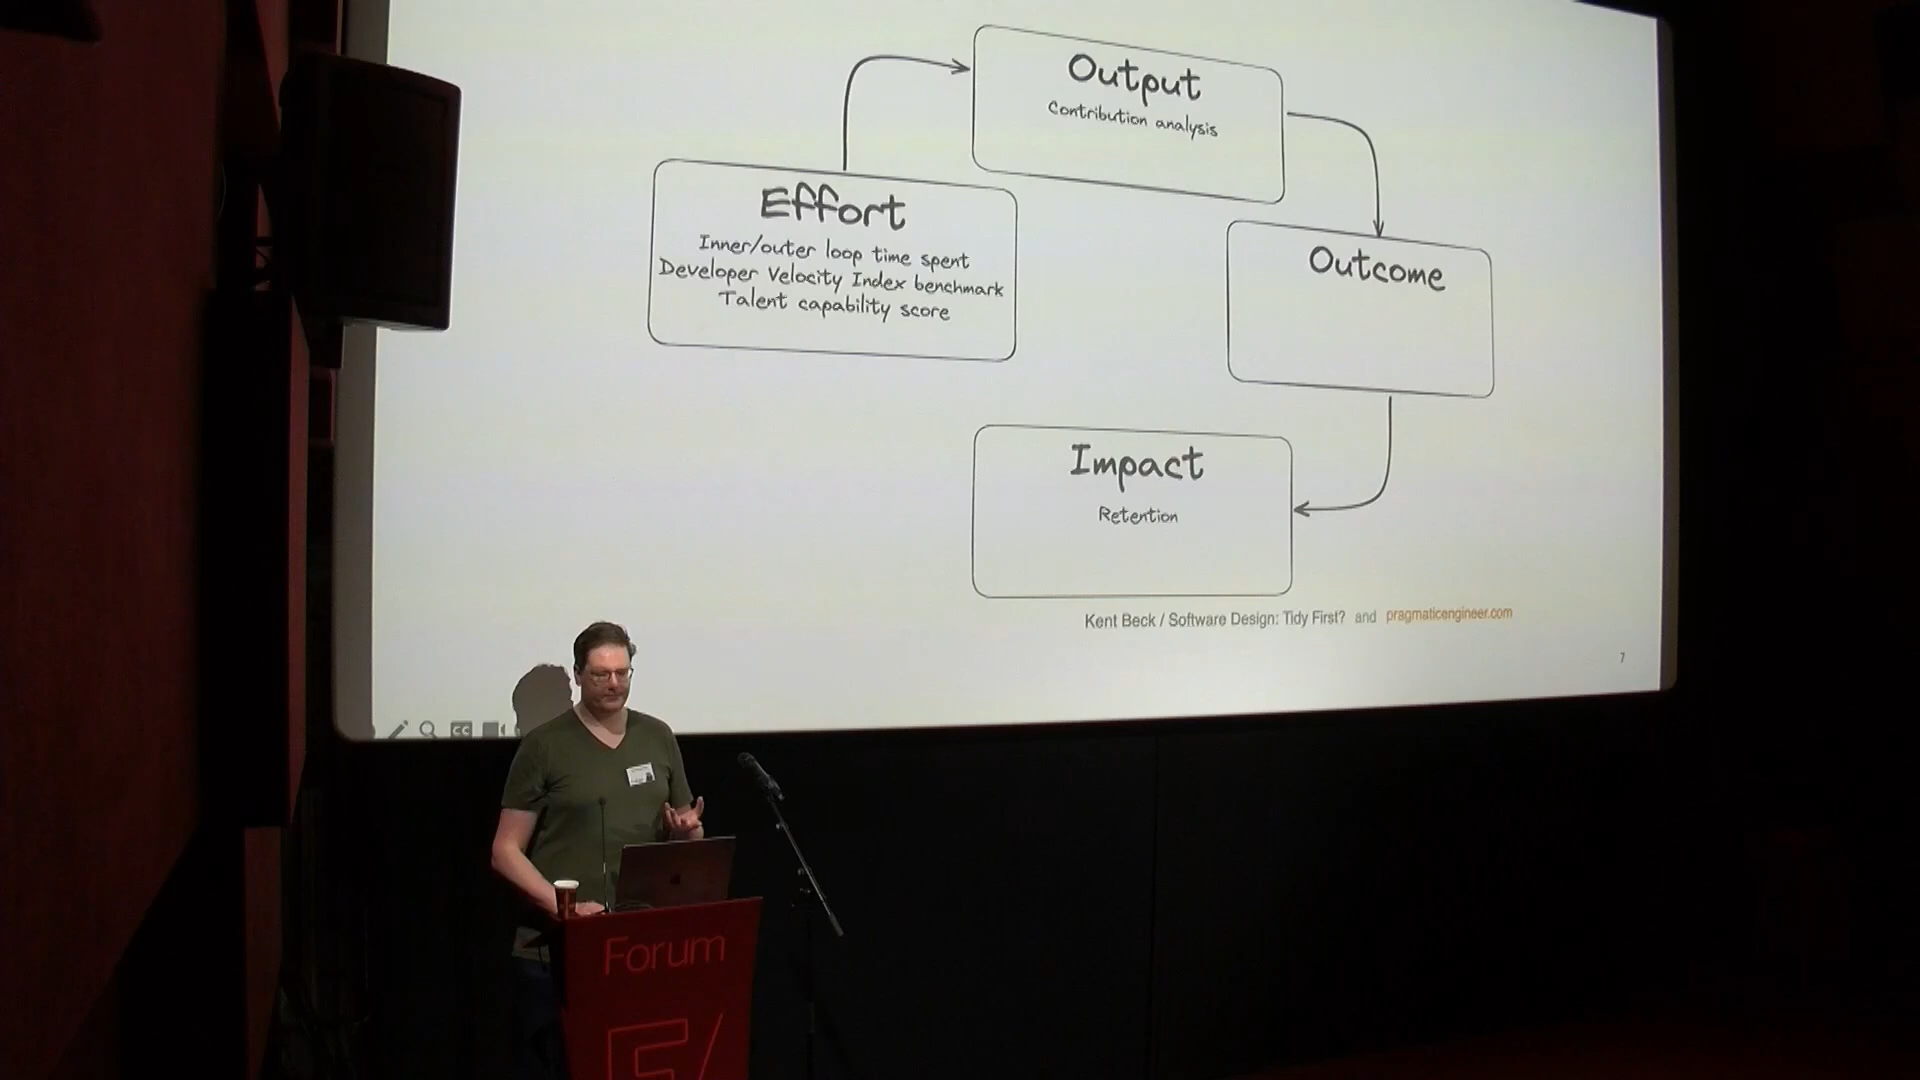 Output
Contribution analysis
Effort
Inner/outer loop time spent
Developer Velocity Index benchmark
Talent capability score
Outcome
Impact
Retention
Kent Beck / Software Design: Tidy First? and pragmaticengineer.com
7
CC
Forum